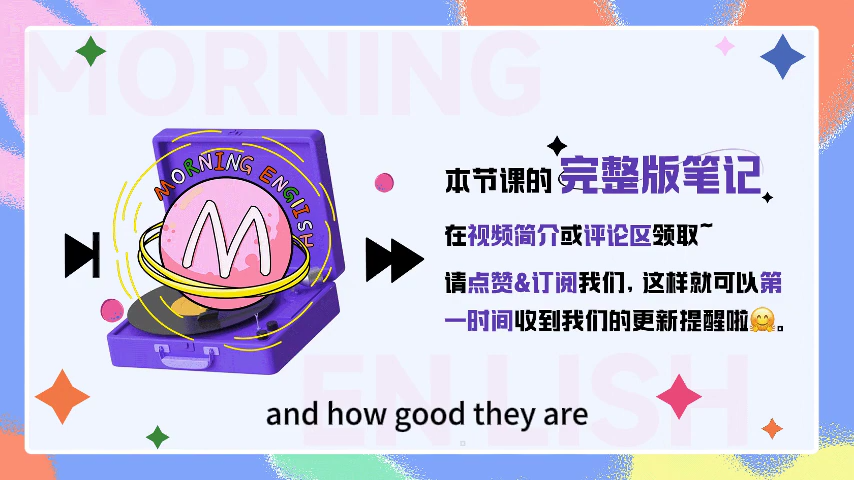 MORNING
MORNING ENGLISH
M
本节课的完整版笔记
在视频简介或评论区领取~
请点赞&订阅我们，这样就可以第
一时间收到我们的更新提醒啦🤗。
EN LISH
and how good they are